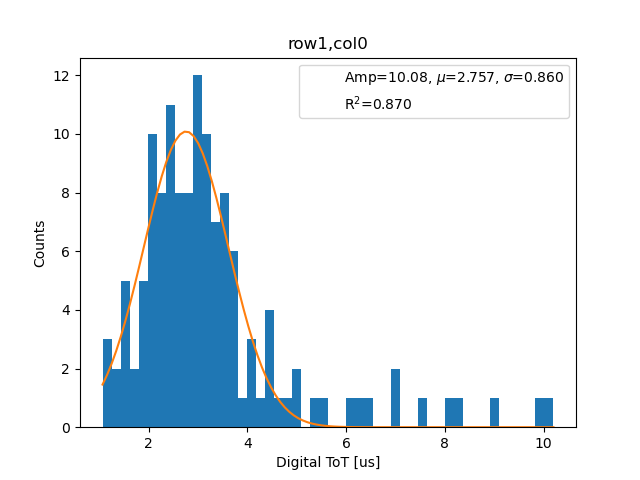 row1,col0
Amp=10.08, μ=2.757, σ=0.860
R²=0.870
12
10
8
6
4
2
0
Counts
2 4 6 8 10
Digital ToT [us]